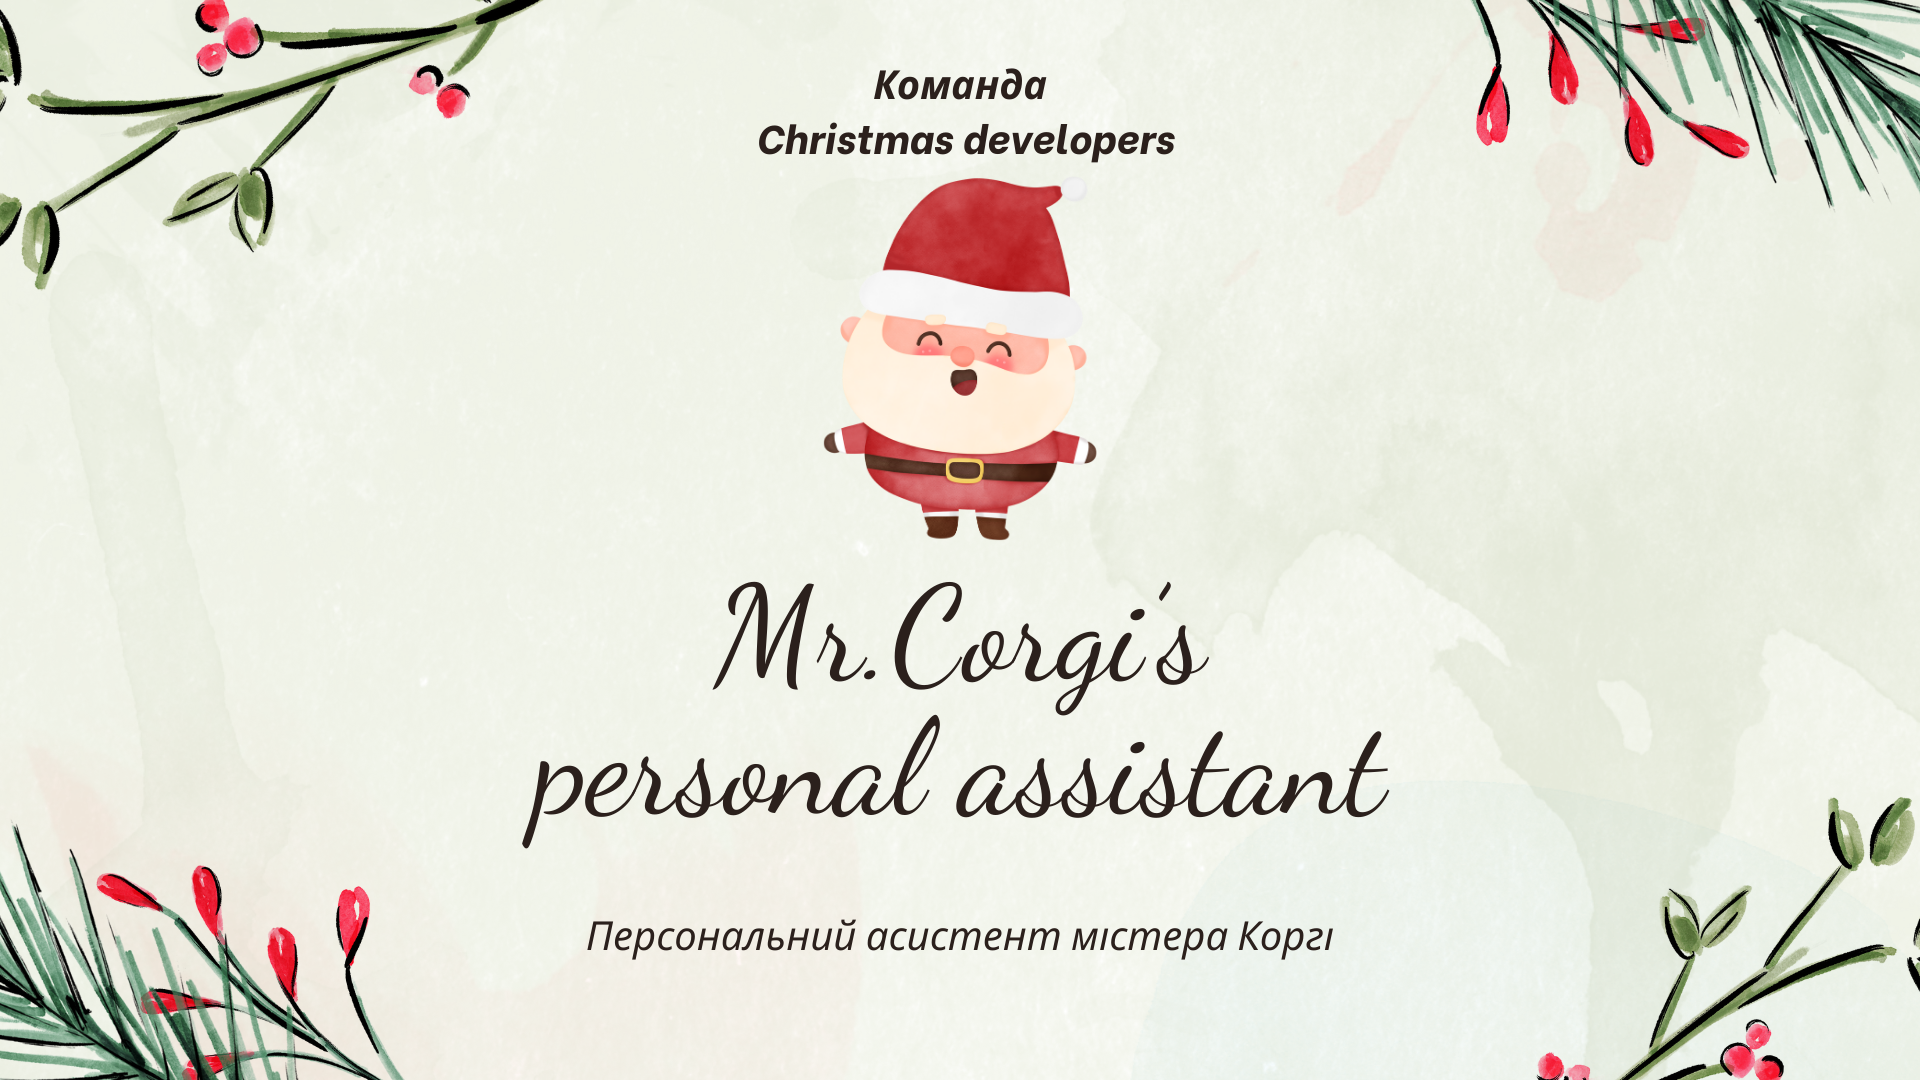 Команда
Christmas developers
Mr.Corgi's
personal assistant
Персональний асистент містера Коргі